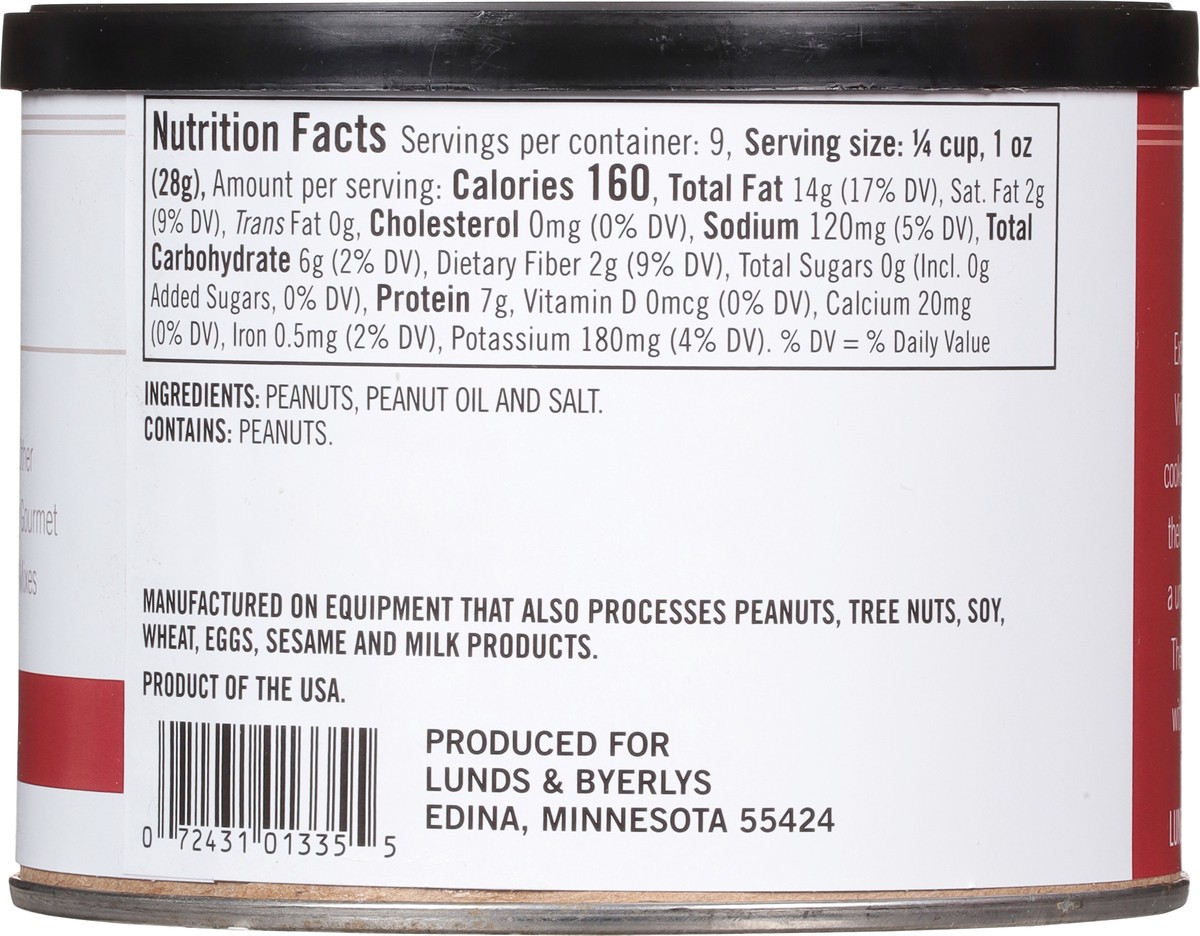 Nutrition Facts Servings per container: 9, Serving size: ¼ cup, 1 oz
(28g), Amount per serving: Calories 160, Total Fat 14g (17% DV), Sat. Fat 2g
(9% DV), Trans Fat 0g, Cholesterol 0mg (0% DV), Sodium 120mg (5% DV), Total
Carbohydrate 6g (2% DV), Dietary Fiber 2g (9% DV), Total Sugars 0g (Incl. 0g
Added Sugars, 0% DV), Protein 7g, Vitamin D 0mcg (0% DV), Calcium 20mg
(0% DV), Iron 0.5mg (2% DV), Potassium 180mg (4% DV). % DV = % Daily Value
INGREDIENTS: PEANUTS, PEANUT OIL AND SALT.
CONTAINS: PEANUTS.
Gourmet
MANUFACTURED ON EQUIPMENT THAT ALSO PROCESSES PEANUTS, TREE NUTS, SOY,
WHEAT, EGGS, SESAME AND MILK PRODUCTS.
PRODUCT OF THE USA.
PRODUCED FOR
LUNDS & BYERLYS
EDINA, MINNESOTA 55424
0 72431 01335 5